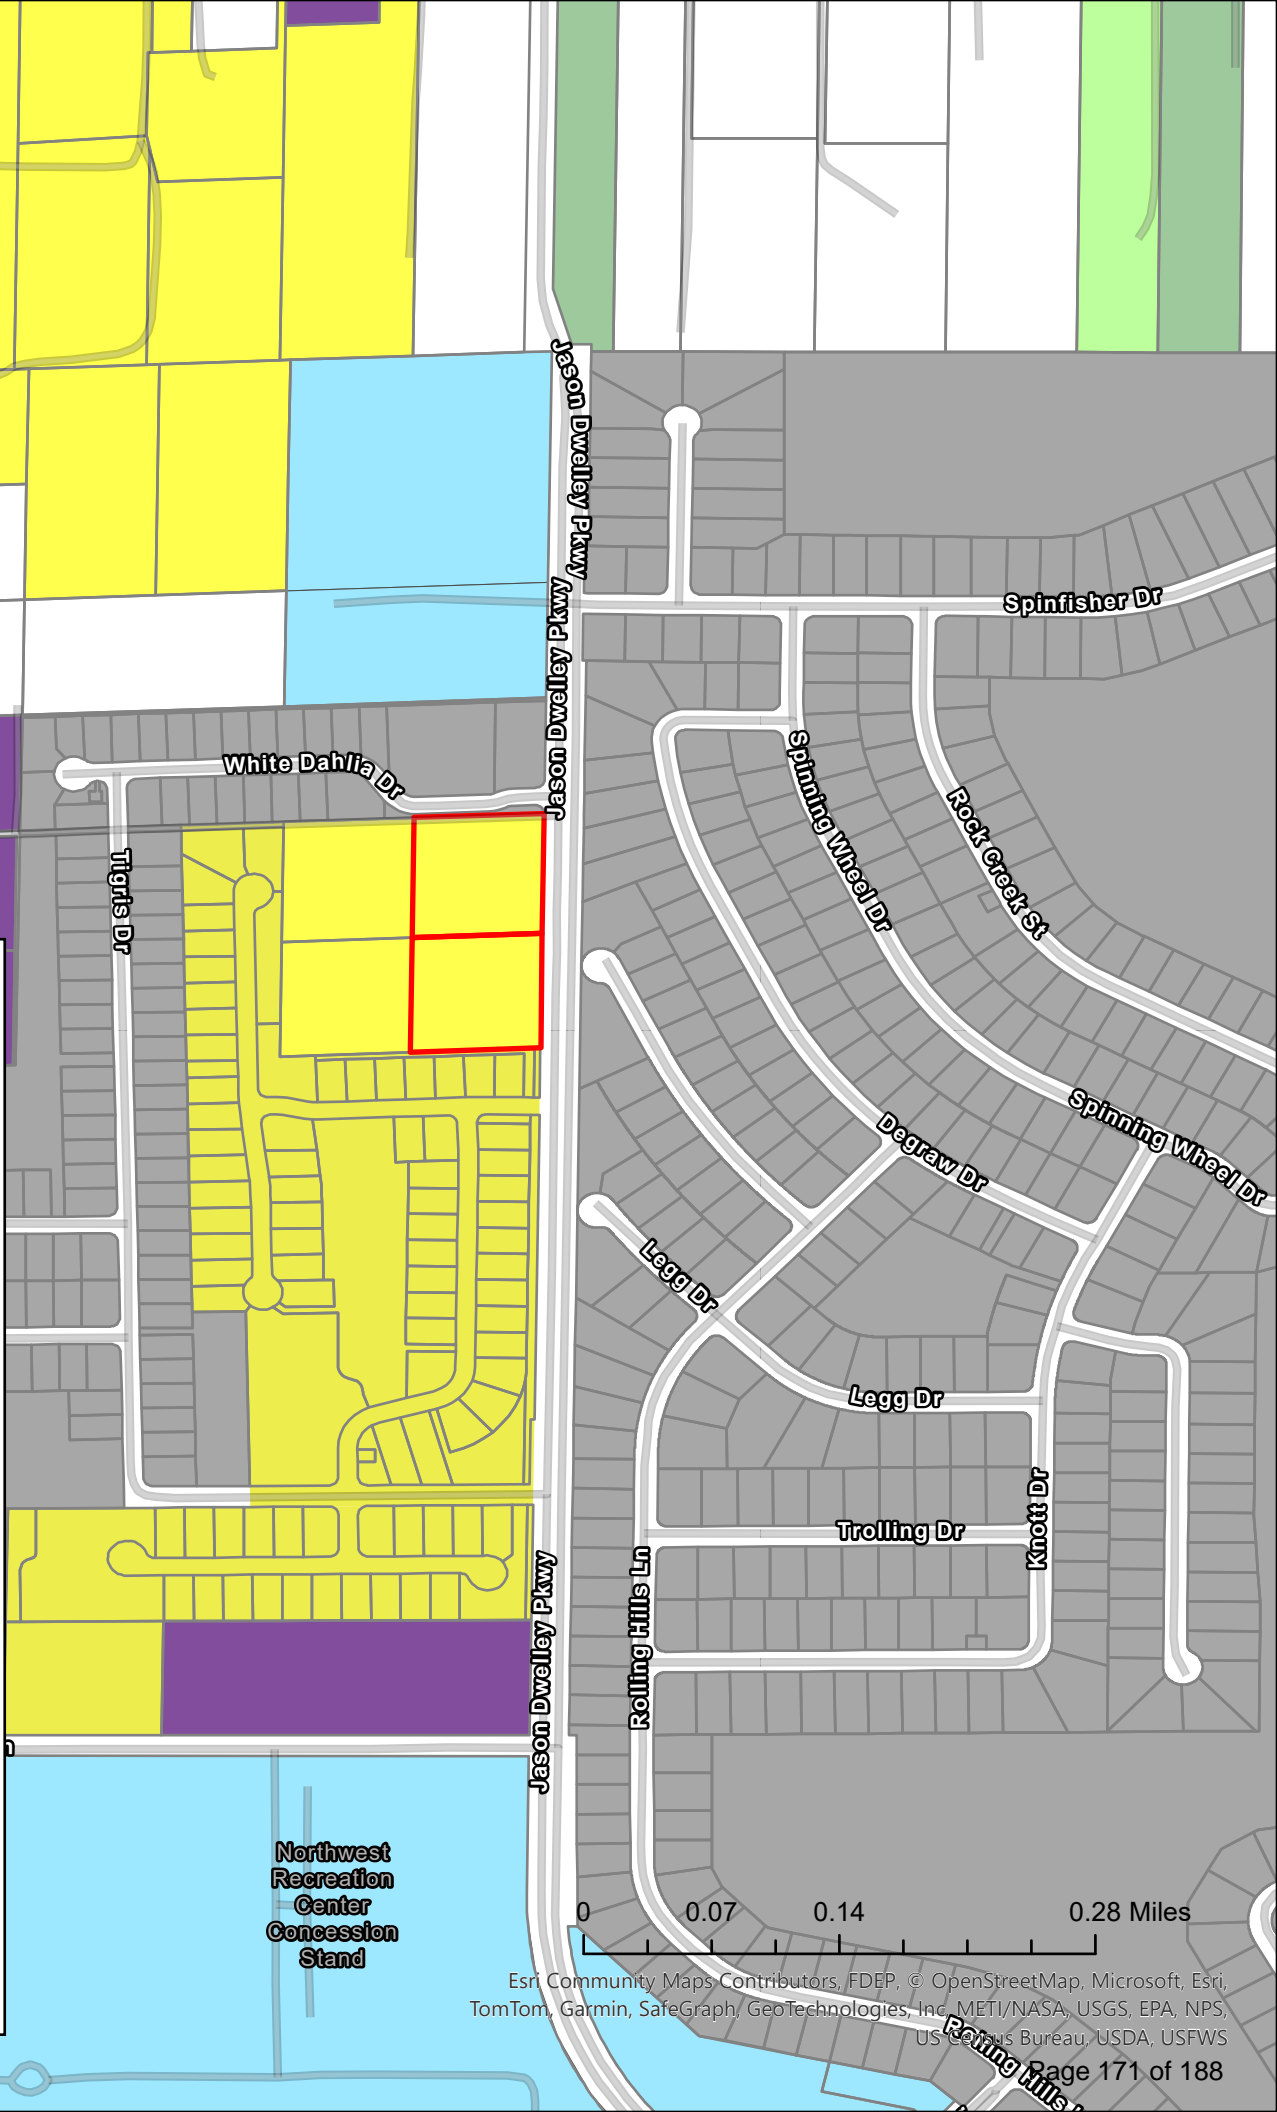 Jason Dwelley Pkwy
Jason Dwelley Pkwy
Spinfisher Dr
White Dahlia Dr
Spinning Wheel Dr
Rock Creek St
Tigris Dr
Degraw Dr
Spinning Wheel Dr
Legg Dr
Legg Dr
Knott Dr
Trolling Dr
Rolling Hills Ln
Jason Dwelley Pkwy
n
Northwest
Recreation
Center
Concession
Stand
0 0.07 0.14 0.28 Miles
Esri Community Maps Contributors, FDEP, © OpenStreetMap, Microsoft, Esri,
TomTom, Garmin, SafeGraph, GeoTechnologies, Inc, METI/NASA, USGS, EPA, NPS,
US Census Bureau, USDA, USFWS
Rolling Hills
Page 171 of 188